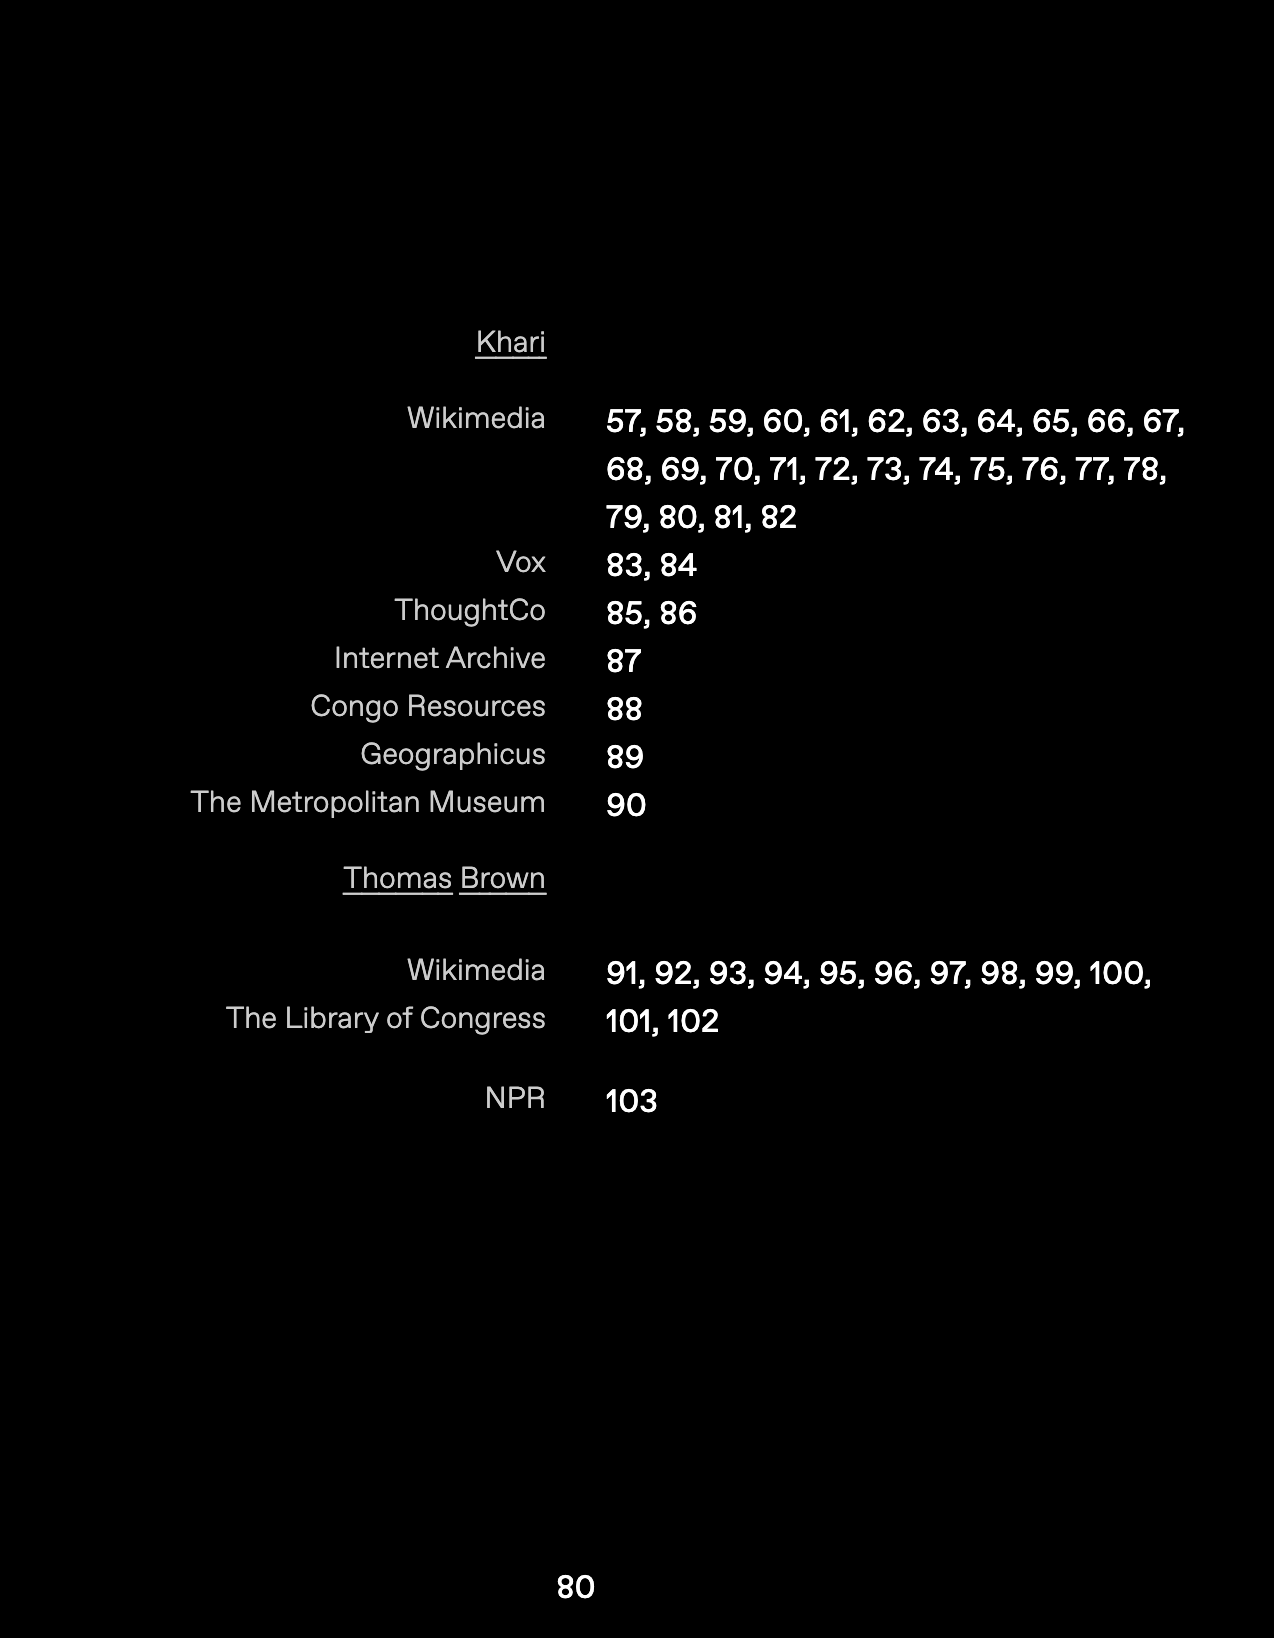 Khari
Wikimedia 57, 58, 59, 60, 61, 62, 63, 64, 65, 66, 67,
68, 69, 70, 71, 72, 73, 74, 75, 76, 77, 78,
79, 80, 81, 82
Vox 83, 84
ThoughtCo 85, 86
Internet Archive 87
Congo Resources 88
Geographicus 89
The Metropolitan Museum 90
Thomas Brown
Wikimedia 91, 92, 93, 94, 95, 96, 97, 98, 99, 100,
The Library of Congress 101, 102
NPR 103
80